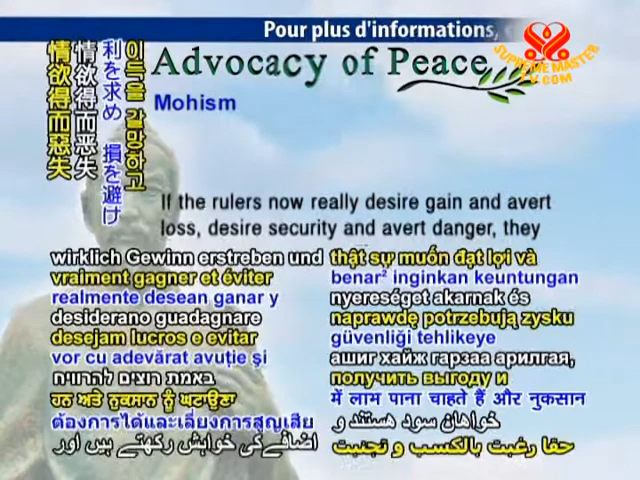 Pour plus d'informations,
SUPREME MASTER
TV.COM
Advocacy of Peace
Mohism
情欲得而惡失
情欲得而恶失
利を求め 損を避け
이득을 갈망하고
If the rulers now really desire gain and avert
loss, desire security and avert danger, they
wirklich Gewinn erstreben und
vraiment gagner et éviter
realmente desean ganar y
desiderano guadagnare
desejam lucros e evitar
vor cu adevărat avuție și
באמת רוצים להרוויח
ਹਨ ਅਤੇ ਨੁਕਸਾਨ ਨੂੰ ਘਟਾਉਣਾ
ต้องการได้และเลี่ยงการสูญเสีย
اضافے کی خواہش رکھتے ہیں اور
thật sự muốn đạt lợi và
benar² inginkan keuntungan
nyereséget akarnak és
naprawdę potrzebują zysku
güvenliği tehlikeye
ашиг хайж гарзаа арилгая,
получить выгоду и
में लाभ पाना चाहते हैं और नुकसान
خواهان سود هستند و
حقا رغبت بالكسب و تجنبت